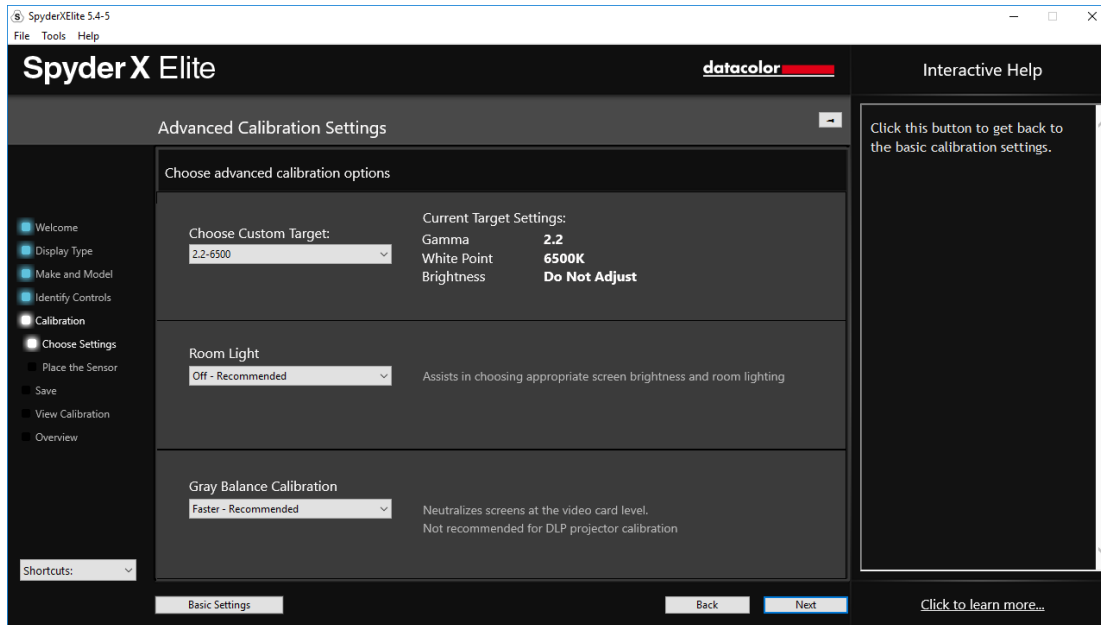 SpyderXElite 5.4-5
File Tools Help
Spyder X Elite
datacolor
Interactive Help
Advanced Calibration Settings
Click this button to get back to
the basic calibration settings.
Choose advanced calibration options
Welcome
Display Type
Make and Model
Identify Controls
Calibration
Choose Settings
Place the Sensor
Save
View Calibration
Overview
Shortcuts:
Choose Custom Target:
2.2-6500
Current Target Settings:
Gamma 2.2
White Point 6500K
Brightness Do Not Adjust
Room Light
Off - Recommended
Assists in choosing appropriate screen brightness and room lighting
Gray Balance Calibration
Faster - Recommended
Neutralizes screens at the video card level.
Not recommended for DLP projector calibration
Basic Settings
Back
Next
Click to learn more...